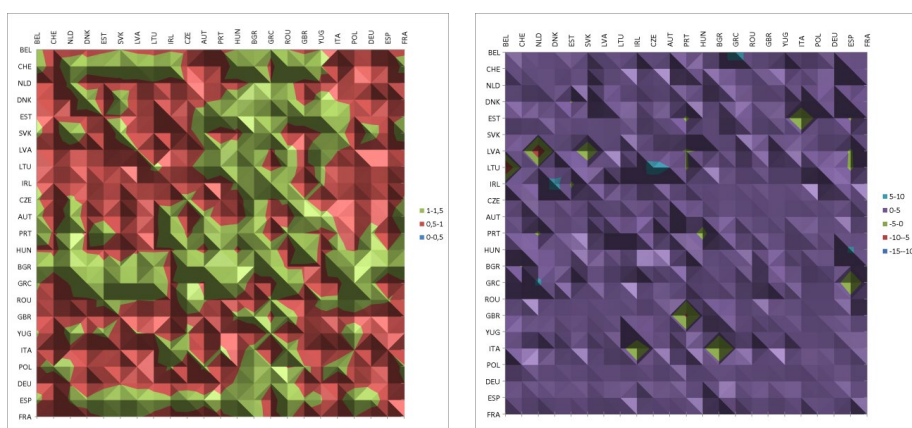 BEL CHE NLD DNK EST SVK LVA LTU IRL CZE AUT PRT HUN BGR GRC ROU GBR YUG ITA POL DEU ESP FRA
BEL
CHE
NLD
DNK
EST
SVK
LVA
LTU
IRL
CZE
AUT
PRT
HUN
BGR
GRC
ROU
GBR
YUG
ITA
POL
DEU
ESP
FRA
1-1,5
0,5-1
0-0,5
BEL CHE NLD DNK EST SVK LVA LTU IRL CZE AUT PRT HUN BGR GRC ROU GBR YUG ITA POL DEU ESP FRA
BEL
CHE
NLD
DNK
EST
SVK
LVA
LTU
IRL
CZE
AUT
PRT
HUN
BGR
GRC
ROU
GBR
YUG
ITA
POL
DEU
ESP
FRA
5-10
0-5
-5-0
-10--5
-15--10